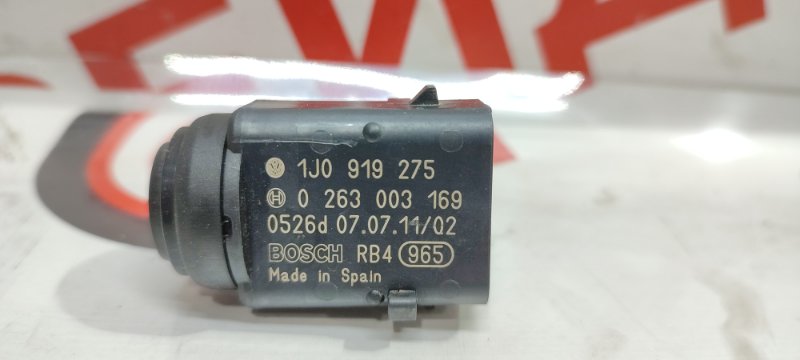 1J0 919 275
0 263 003 169
0526d 07.07.11/02
BOSCH RB4 965
Made in Spain